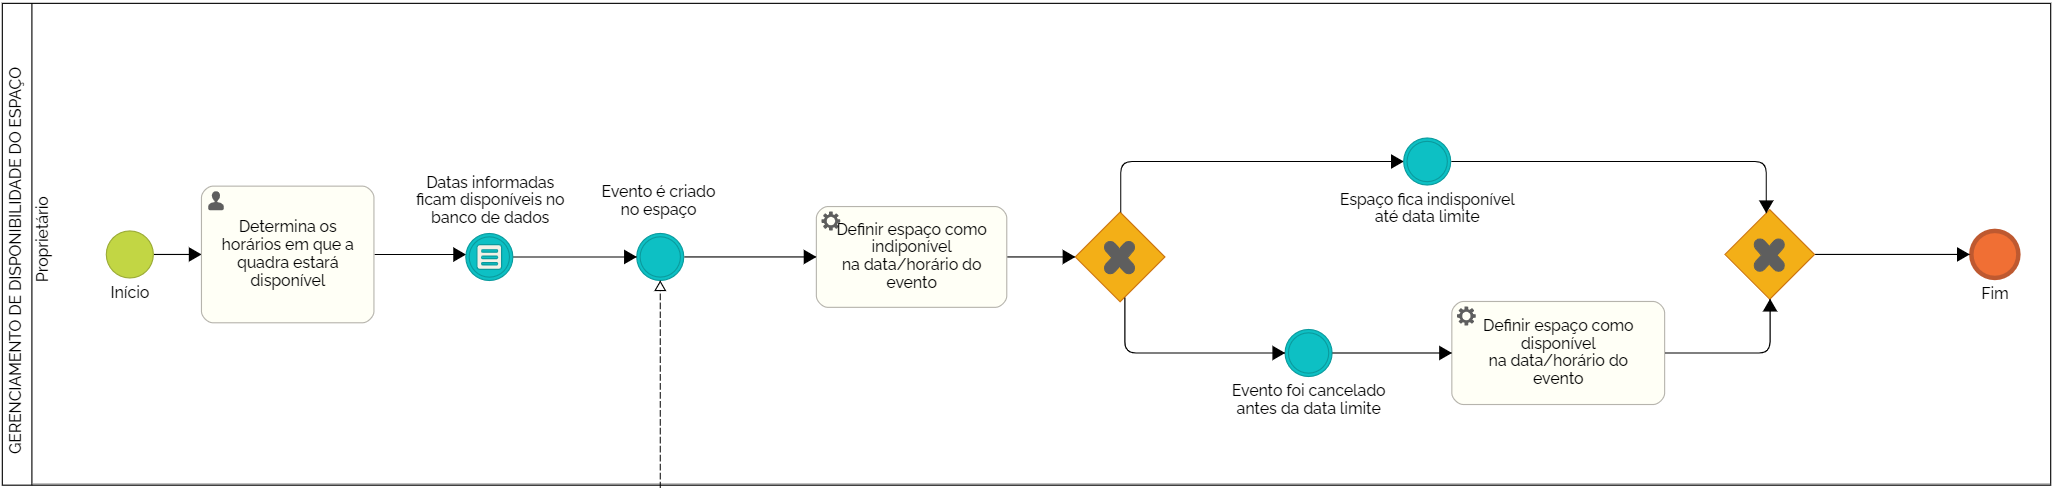 GERENCIAMENTO DE DISPONIBILIDADE DO ESPAÇO
Proprietário
Início
Determina os
horários em que a
quadra estará
disponível
Datas informadas
ficam disponíveis no
banco de dados
Evento é criado
no espaço
Definir espaço como
indiponível
na data/horário do
evento
Espaço fica indisponível
até data limite
Evento foi cancelado
antes da data limite
Definir espaço como
disponível
na data/horário do
evento
Fim